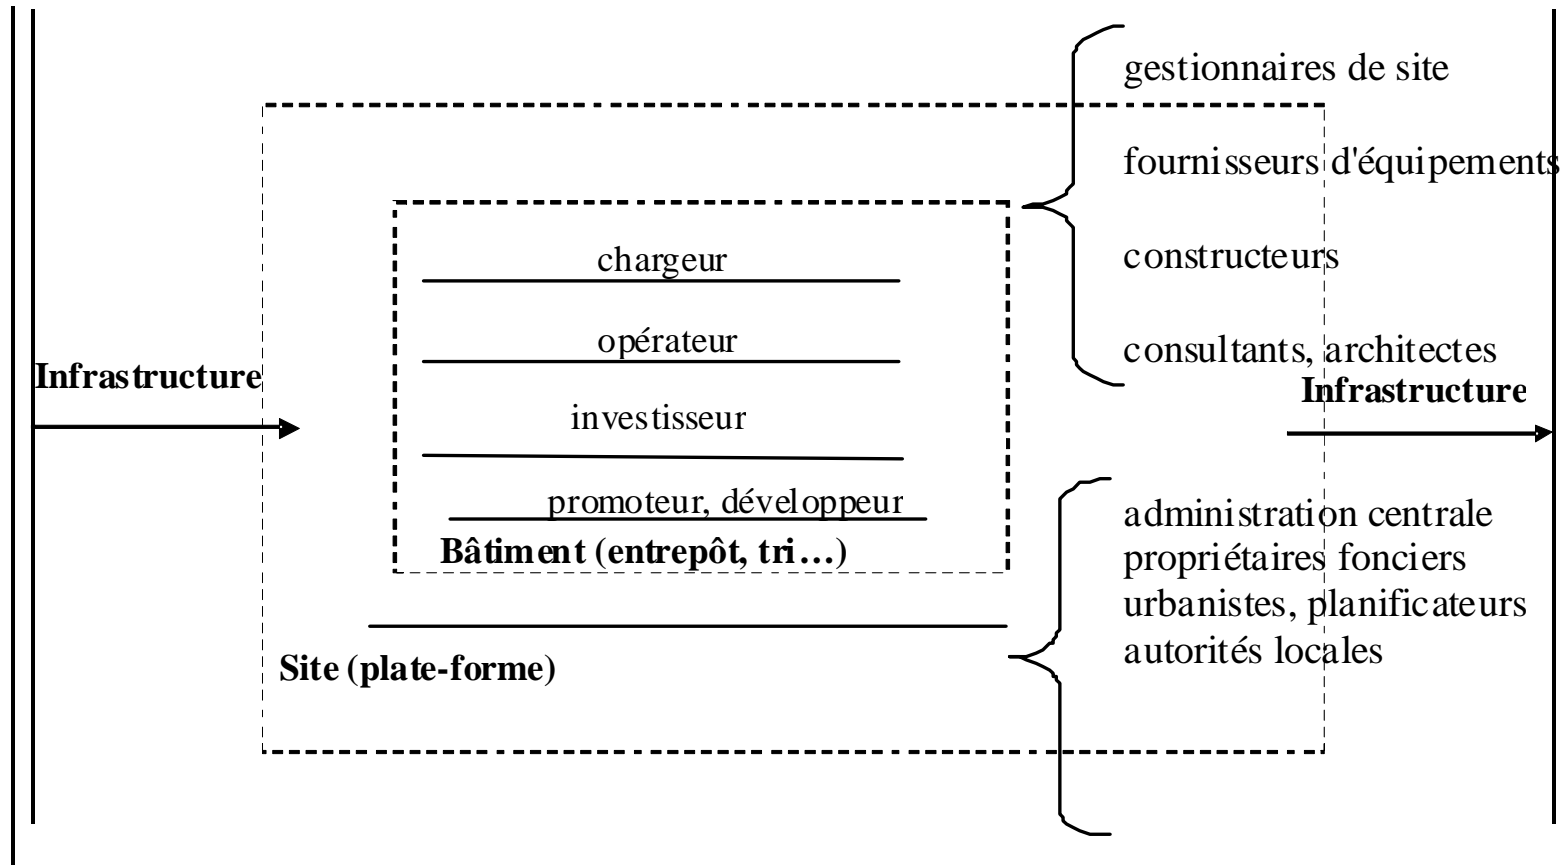 gestionnaires de site
fournisseurs d'équipements
constructeurs
consultants, architectes
chargeur
opérateur
investisseur
promoteur, développeur
Bâtiment (entrepôt, tri…)
Infrastructure
Infrastructure
administration centrale
propriétaires fonciers
urbanistes, planificateurs
autorités locales
Site (plate-forme)